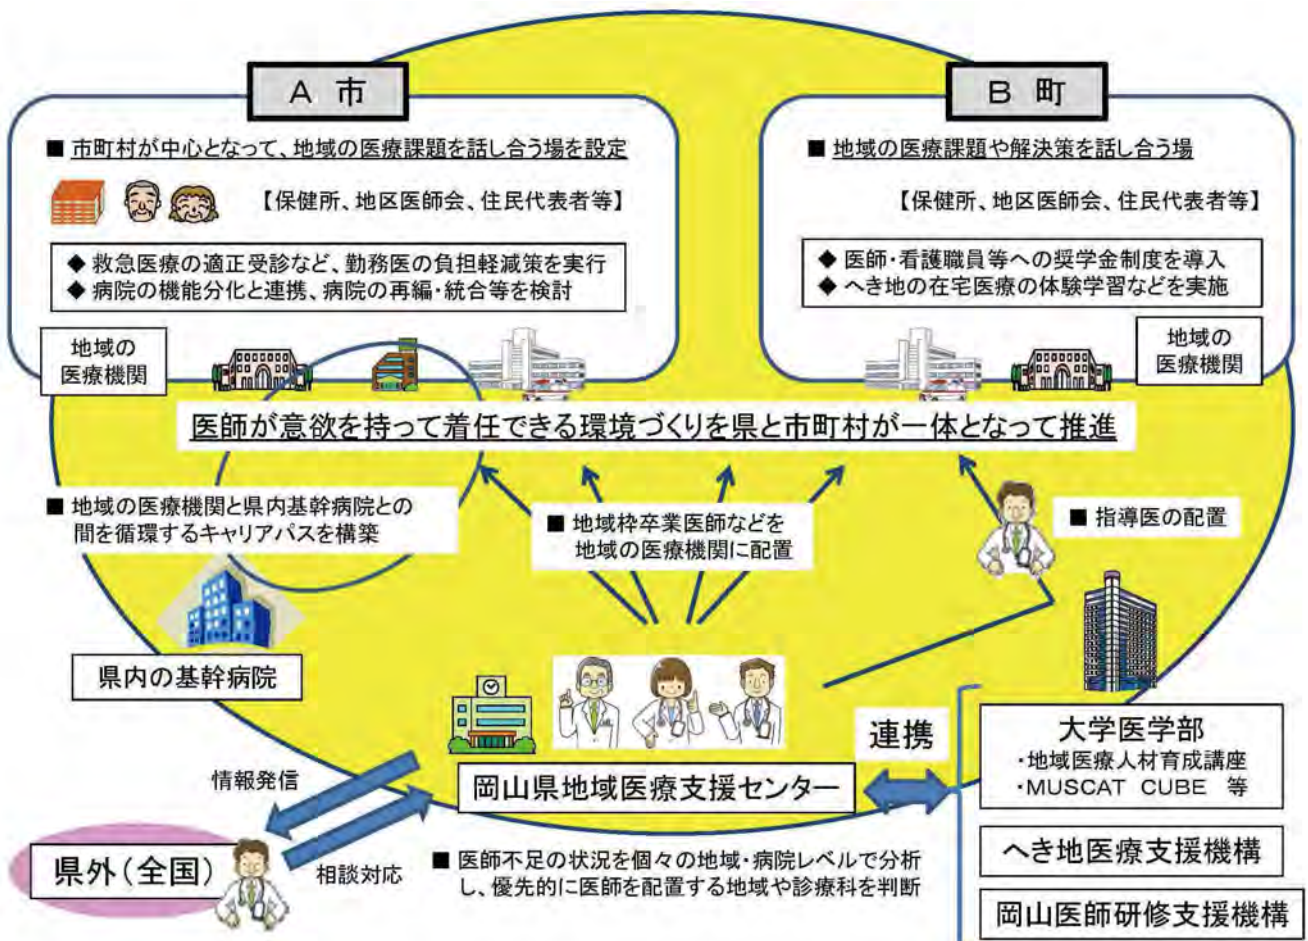 A 市
■ 市町村が中心となって、地域の医療課題を話し合う場を設定
【保健所、地区医師会、住民代表者等】
◆ 救急医療の適正受診など、勤務医の負担軽減策を実行
◆ 病院の機能分化と連携、病院の再編・統合等を検討
地域の
医療機関
B 町
■ 地域の医療課題や解決策を話し合う場
【保健所、地区医師会、住民代表者等】
◆ 医師・看護職員等への奨学金制度を導入
◆ へき地の在宅医療の体験学習などを実施
地域の
医療機関
医師が意欲を持って着任できる環境づくりを県と市町村が一体となって推進
■ 地域の医療機関と県内基幹病院との
間を循環するキャリアパスを構築
■ 地域枠卒業医師などを
地域の医療機関に配置
■ 指導医の配置
県内の基幹病院
岡山県地域医療支援センター
連携
大学医学部
・地域医療人材育成講座
・MUSCAT CUBE 等
へき地医療支援機構
岡山医師研修支援機構
情報発信
相談対応
県外(全国)
■ 医師不足の状況を個々の地域・病院レベルで分析
し、優先的に医師を配置する地域や診療科を判断